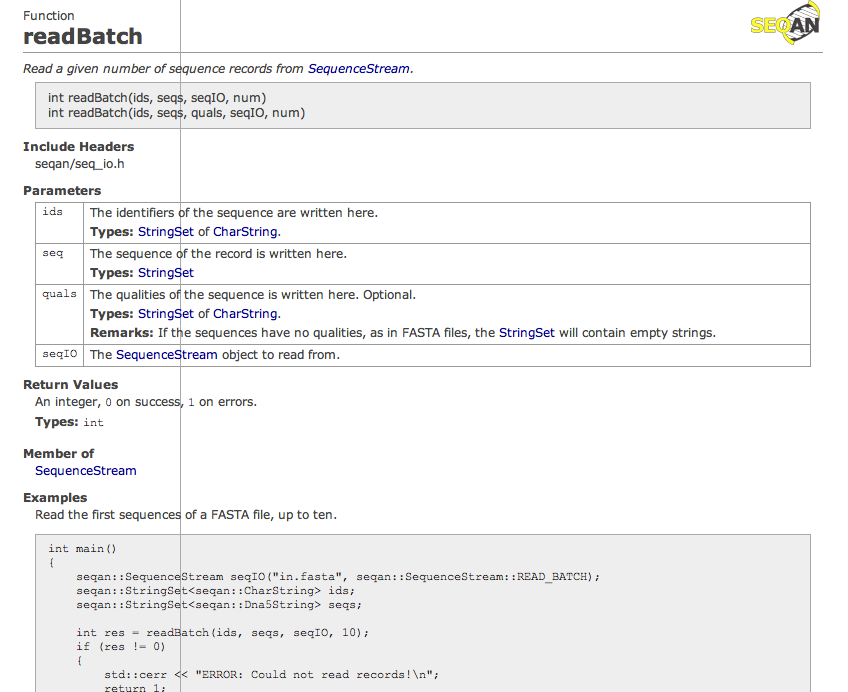 Function
SEQAN
readBatch
Read a given number of sequence records from SequenceStream.
int readBatch(ids, seqs, seqIO, num)
int readBatch(ids, seqs, quals, seqIO, num)
Include Headers
seqan/seq_io.h
Parameters
ids The identifiers of the sequence are written here.
Types: StringSet of CharString.
seq The sequence of the record is written here.
Types: StringSet
quals The qualities of the sequence is written here. Optional.
Types: StringSet of CharString.
Remarks: If the sequences have no qualities, as in FASTA files, the StringSet will contain empty strings.
seqIO The SequenceStream object to read from.
Return Values
An integer, 0 on success, 1 on errors.
Types: int
Member of
SequenceStream
Examples
Read the first sequences of a FASTA file, up to ten.
int main()
{
seqan::SequenceStream seqIO("in.fasta", seqan::SequenceStream::READ_BATCH);
seqan::StringSet<seqan::CharString> ids;
seqan::StringSet<seqan::Dna5String> seqs;
int res = readBatch(ids, seqs, seqIO, 10);
if (res != 0)
{
std::cerr << "ERROR: Could not read records!\n";
return 1;